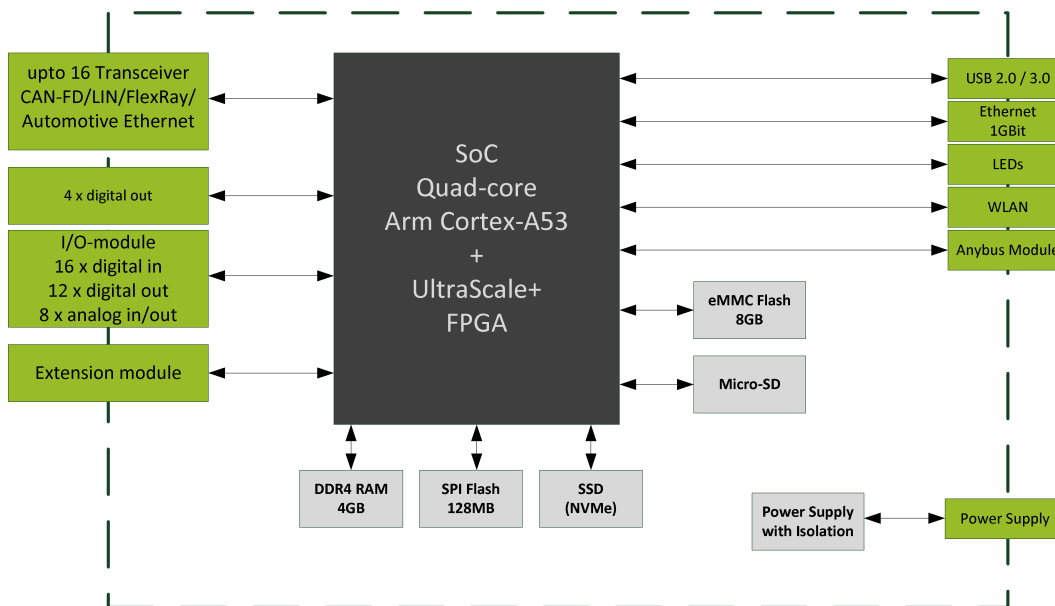 upto 16 Transceiver
CAN-FD/LIN/FlexRay/
Automotive Ethernet
4 x digital out
I/O-module
16 x digital in
12 x digital out
8 x analog in/out
Extension module
SoC
Quad-core
Arm Cortex-A53
+
UltraScale+
FPGA
USB 2.0 / 3.0
Ethernet
1GBit
LEDs
WLAN
Anybus Module
eMMC Flash
8GB
Micro-SD
DDR4 RAM
4GB
SPI Flash
128MB
SSD
(NVMe)
Power Supply
with Isolation
Power Supply